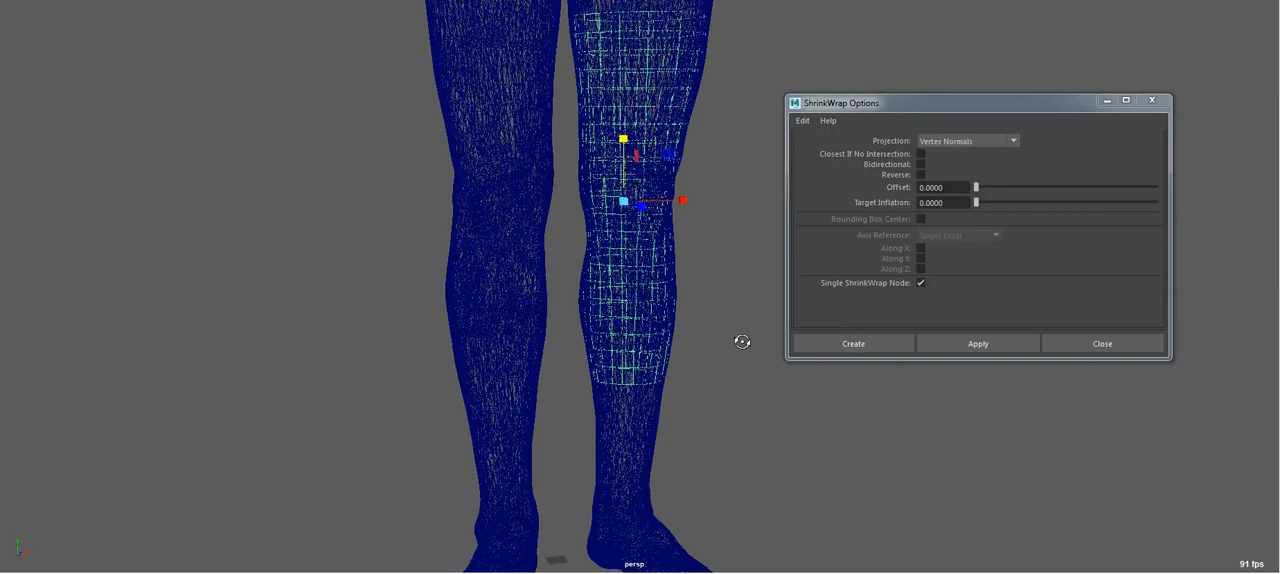 ShrinkWrap Options
Edit Help
Projection: Vertex Normals
Closest If No Intersection:
Bidirectional:
Reverse:
Offset: 0.0000
Target Inflation: 0.0000
Bounding Box Center:
Axis Reference: Target Local
Along X:
Along Y:
Along Z:
Single ShrinkWrap Node:
Create Apply Close
persp
91 fps